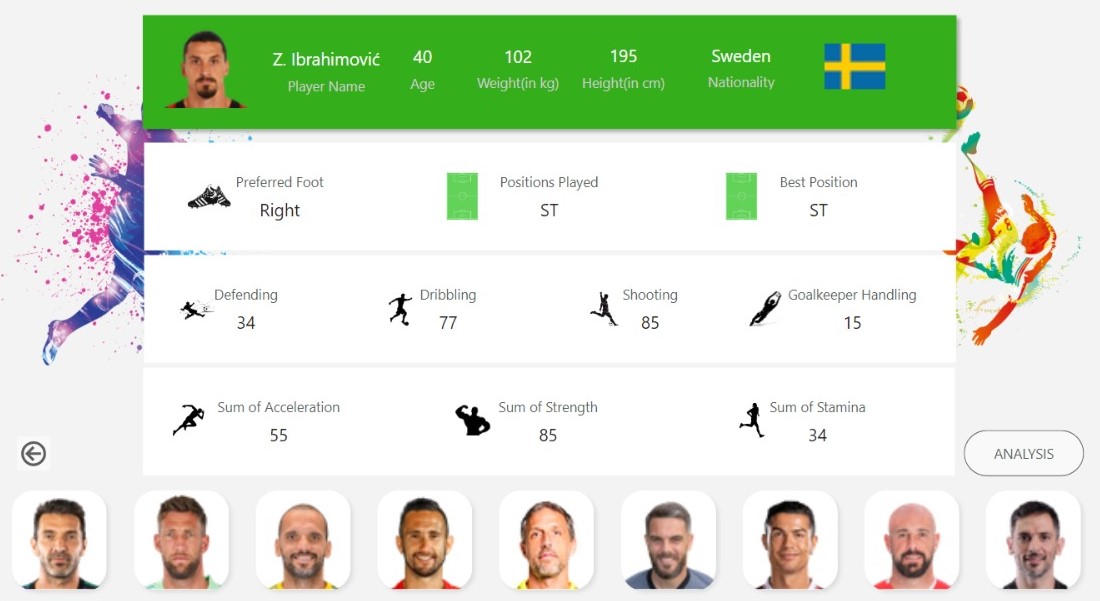 Z. Ibrahimović 40 102 195 Sweden
Player Name Age Weight(in kg) Height(in cm) Nationality
Preferred Foot Positions Played Best Position
Right ST ST
Defending Dribbling Shooting Goalkeeper Handling
34 77 85 15
Sum of Acceleration Sum of Strength Sum of Stamina
55 85 34
ANALYSIS